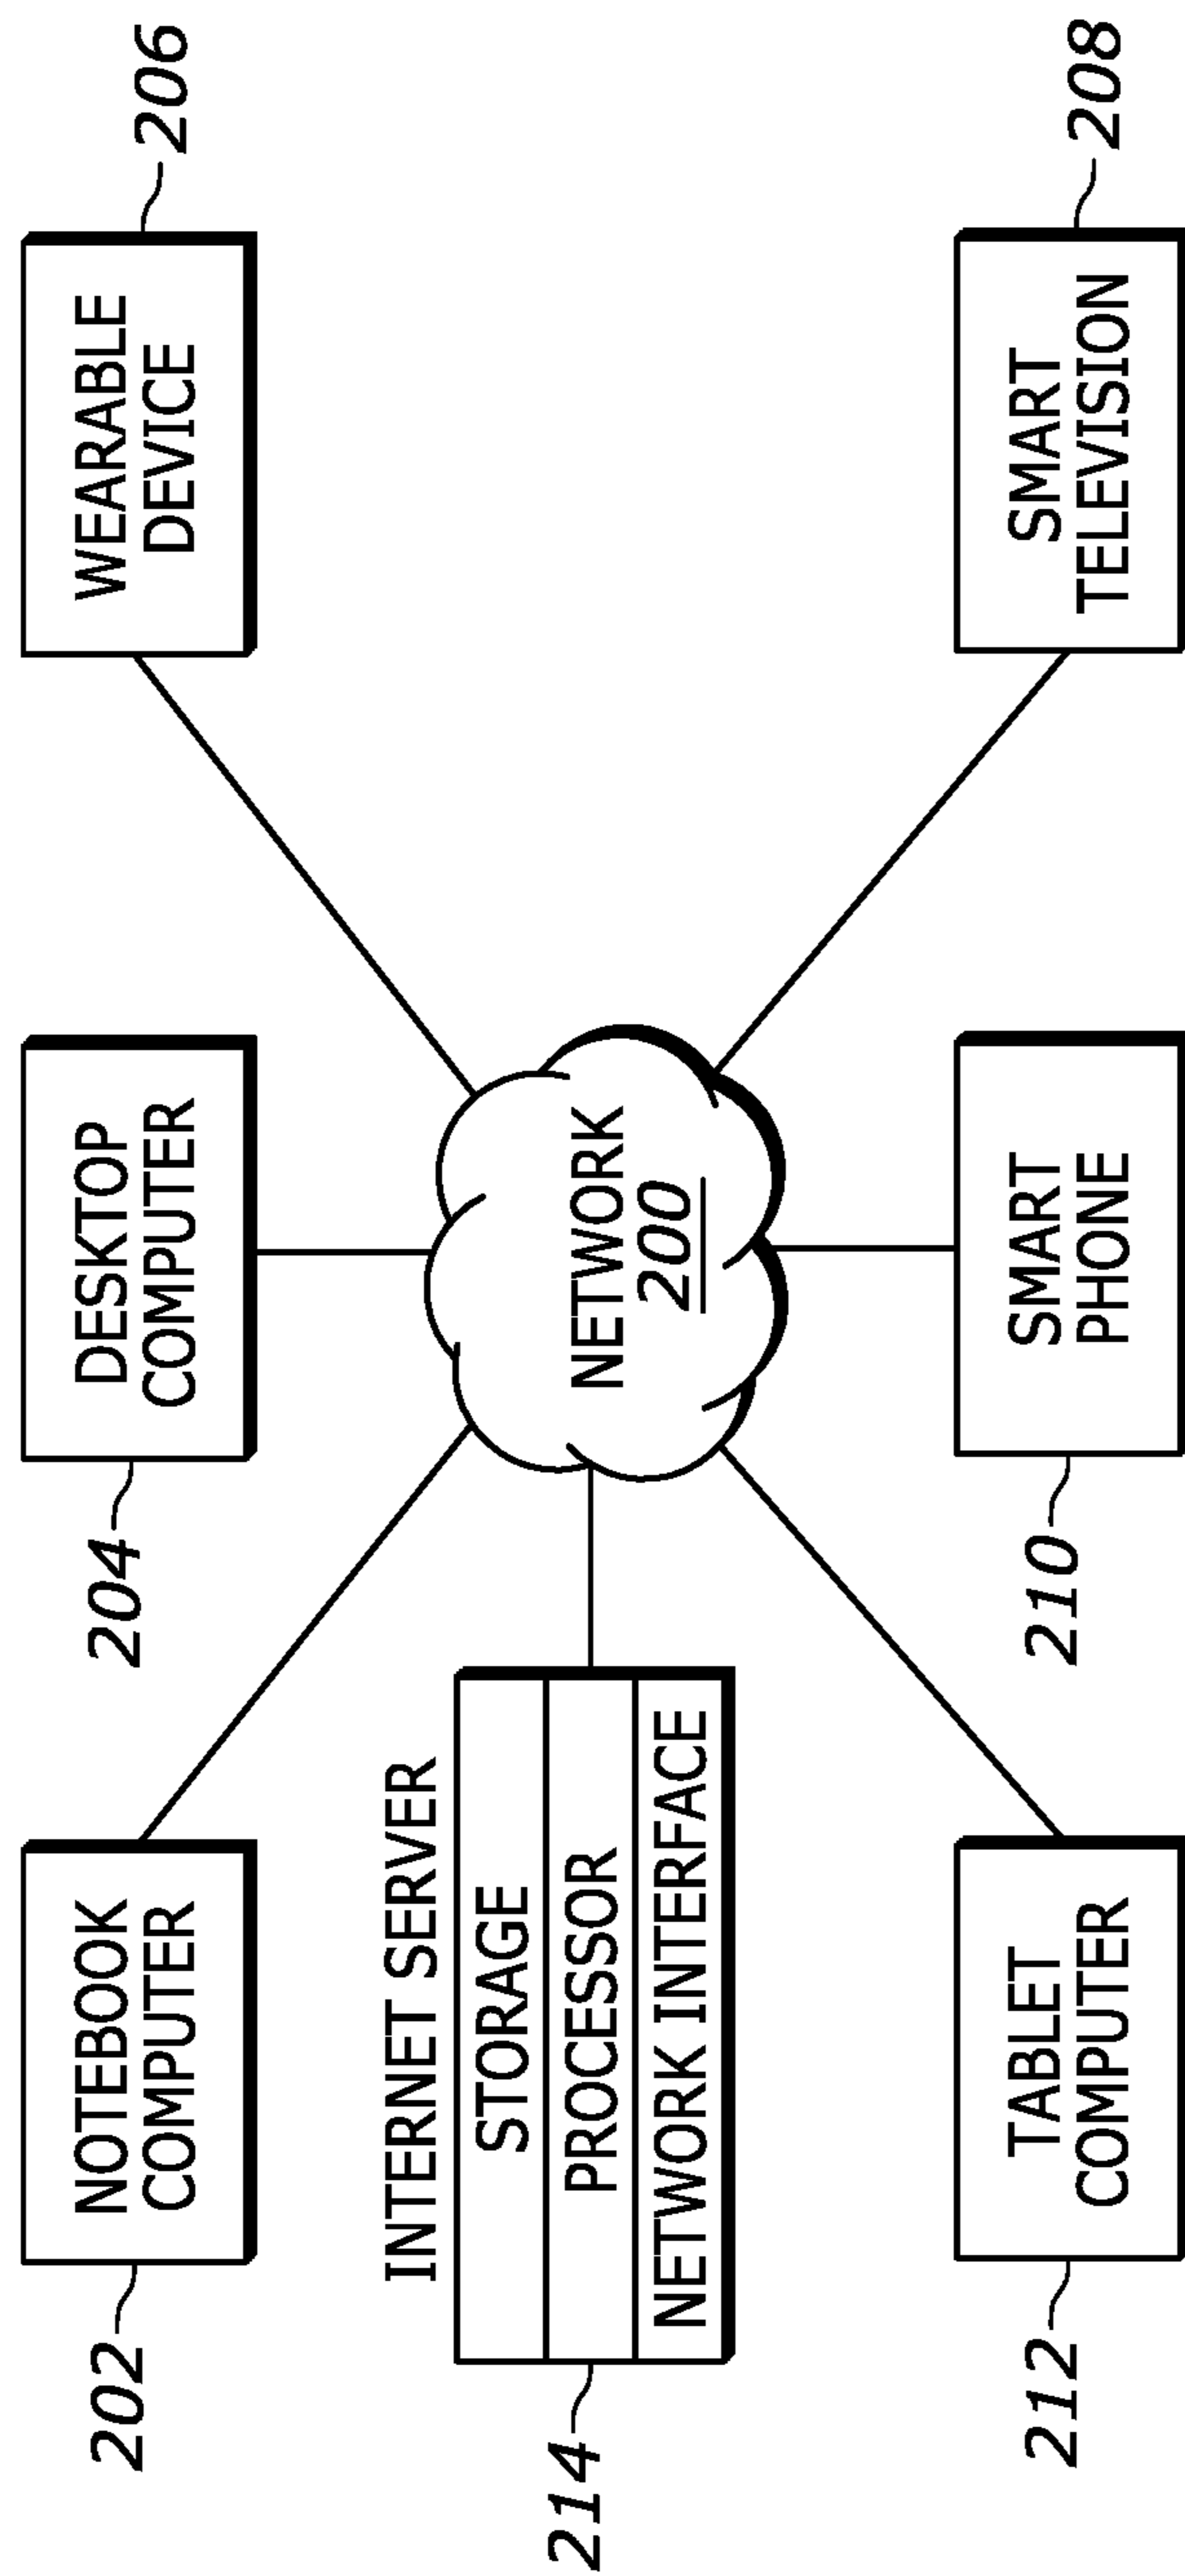 202
NOTEBOOK
COMPUTER
204
DESKTOP
COMPUTER
WEARABLE
DEVICE
206
INTERNET SERVER
214
STORAGE
PROCESSOR
NETWORK INTERFACE
NETWORK
200
212
TABLET
COMPUTER
210
SMART
PHONE
SMART
TELEVISION
208